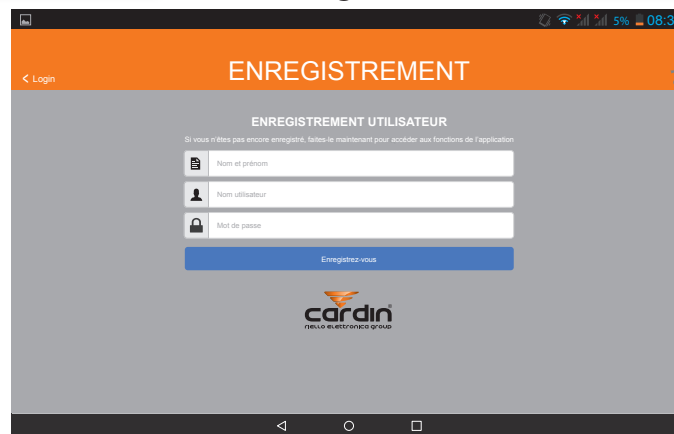 5% 08:3
< Login
ENREGISTREMENT
ENREGISTREMENT UTILISATEUR
Si vous n'êtes pas encore enregistré, faites-le maintenant pour accéder aux fonctions de l'application
Nom et prénom
Nom utilisateur
Mot de passe
Enregistrez-vous
cardin
riello elettronica group